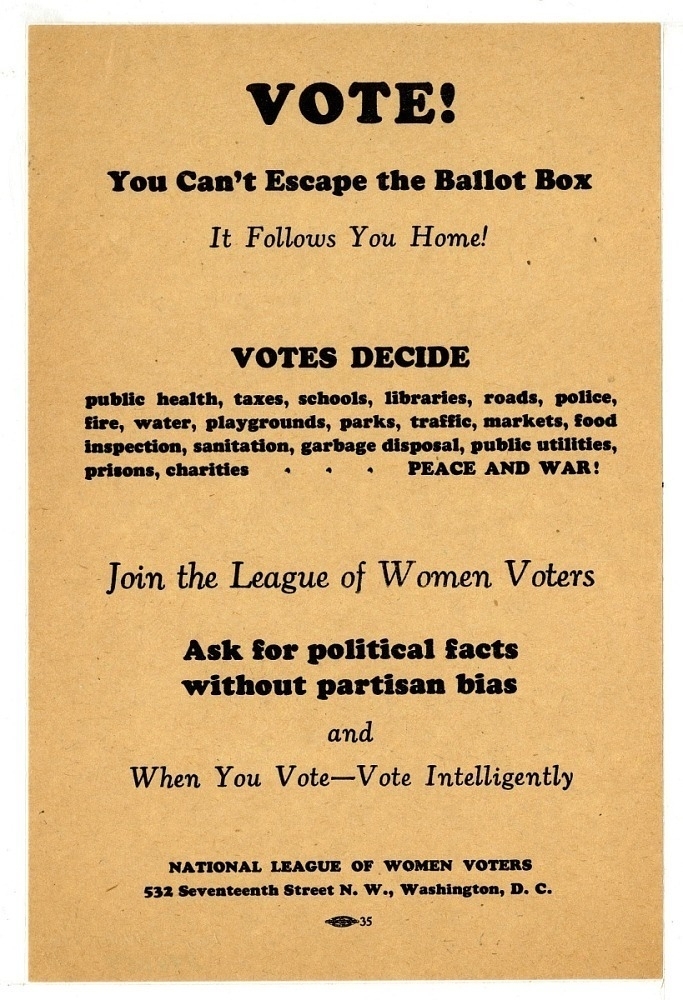 VOTE!
You Can't Escape the Ballot Box
It Follows You Home!
VOTES DECIDE
public health, taxes, schools, libraries, roads, police,
fire, water, playgrounds, parks, traffic, markets, food
inspection, sanitation, garbage disposal, public utilities,
prisons, charities . . . PEACE AND WAR!
Join the League of Women Voters
Ask for political facts
without partisan bias
and
When You Vote—Vote Intelligently
NATIONAL LEAGUE OF WOMEN VOTERS
532 Seventeenth Street N. W., Washington, D. C.
35